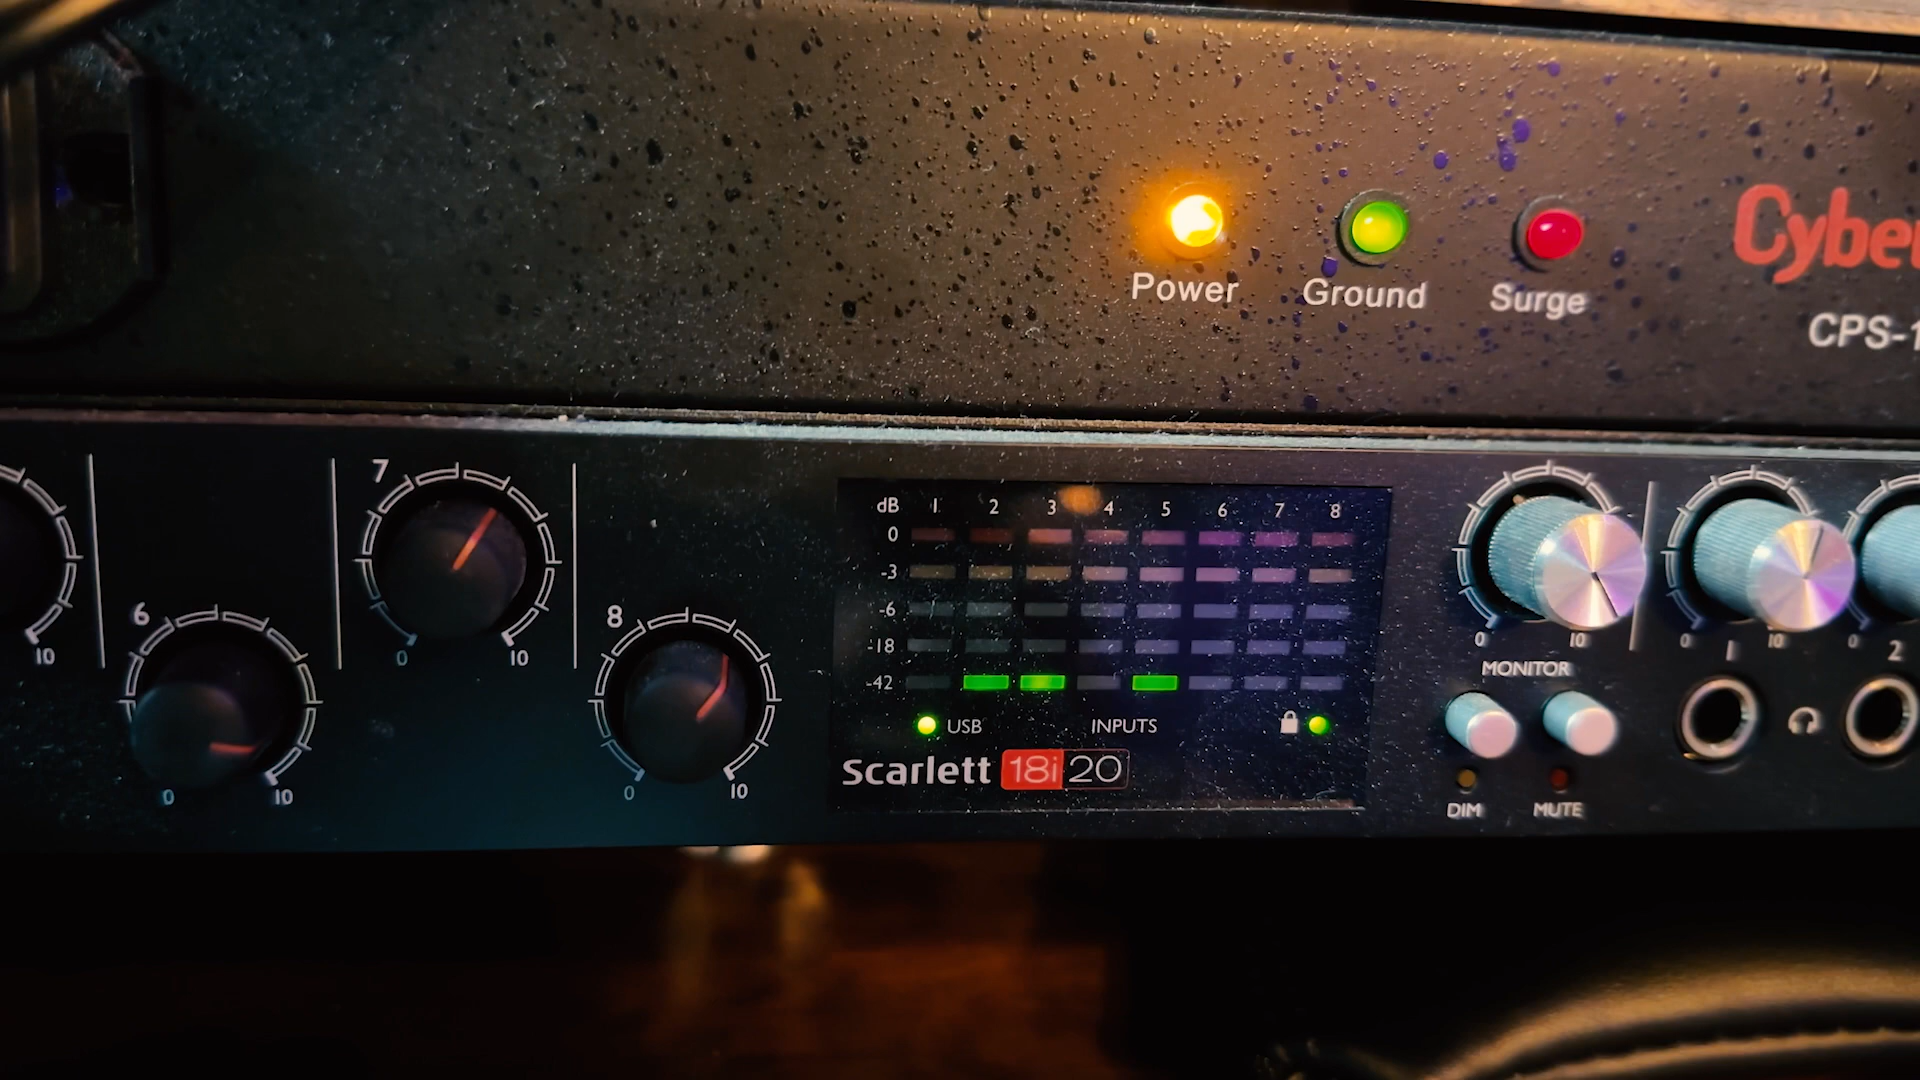 Power Ground Surge
Cyber
CPS-1
7
0 10
10
6
0 10
8
0 10
dB 1 2 3 4 5 6 7 8
0
-3
-6
-18
-42
USB INPUTS
Scarlett 18i20
0 10
MONITOR
DIM MUTE
0 10
1
0
2